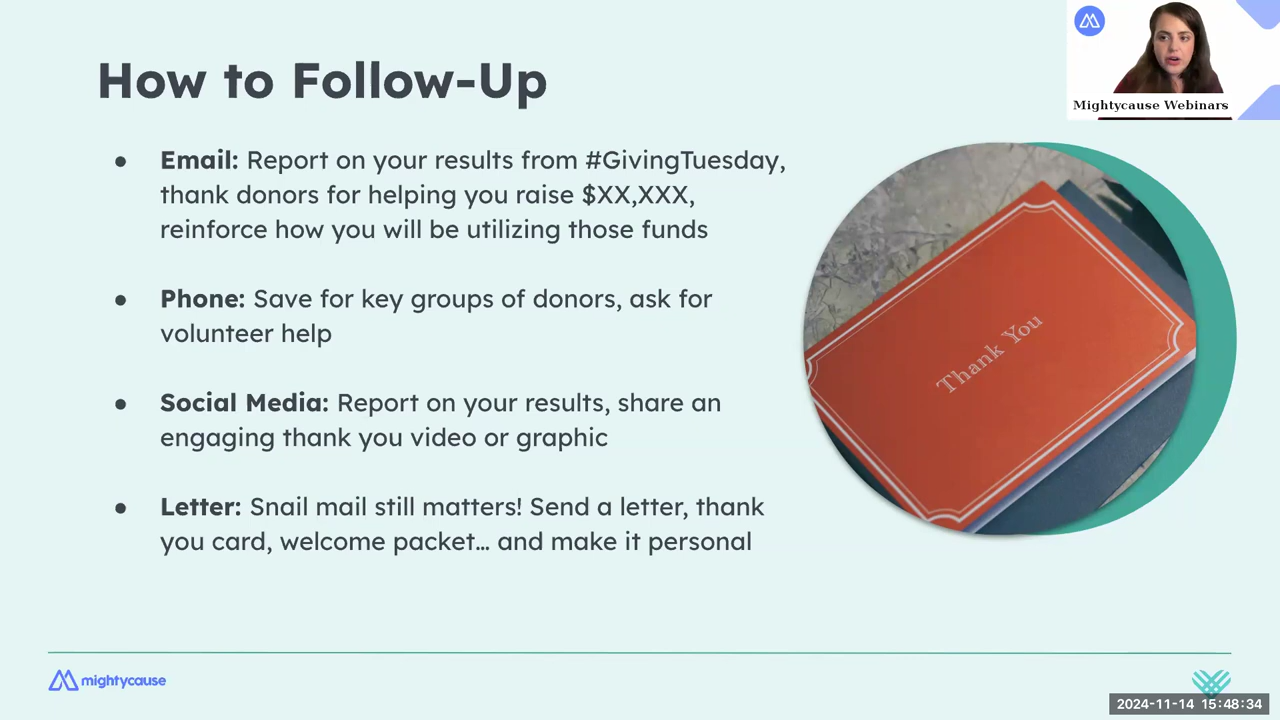 How to Follow-Up
Mightycause Webinars
● Email: Report on your results from #GivingTuesday,
thank donors for helping you raise $XX,XXX,
reinforce how you will be utilizing those funds
● Phone: Save for key groups of donors, ask for
volunteer help
● Social Media: Report on your results, share an
engaging thank you video or graphic
● Letter: Snail mail still matters! Send a letter, thank
you card, welcome packet... and make it personal
Thank You
mightycause
2024-11-14 15:48:34